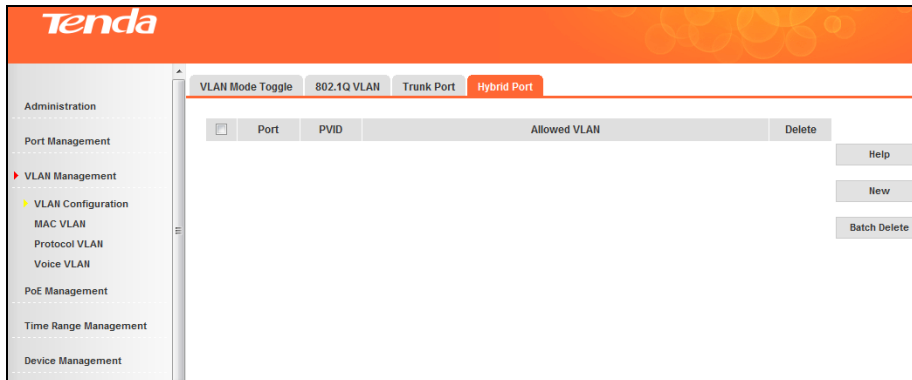 Tenda
VLAN Mode Toggle 802.1Q VLAN Trunk Port Hybrid Port
Administration
Port Management
VLAN Management
VLAN Configuration
MAC VLAN
Protocol VLAN
Voice VLAN
PoE Management
Time Range Management
Device Management
Port PVID Allowed VLAN Delete
Help
New
Batch Delete